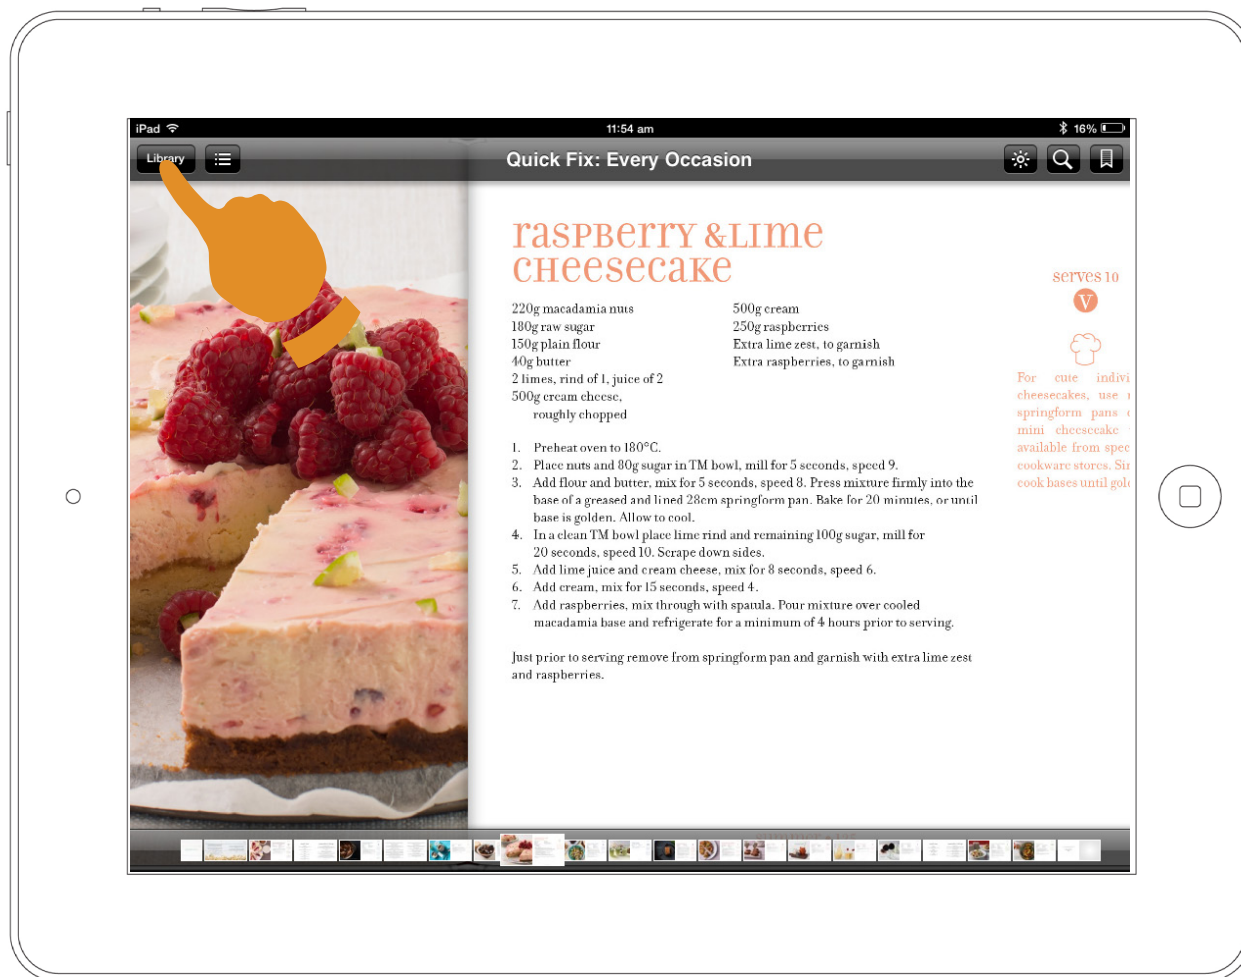 iPad
11:54 am
16%
Library
Quick Fix: Every Occasion
raspberry & lime
cheesecake
220g macadamia nuts
180g raw sugar
150g plain flour
40g butter
2 limes, rind of 1, juice of 2
500g cream cheese,
roughly chopped
500g cream
250g raspberries
Extra lime zest, to garnish
Extra raspberries, to garnish
1. Preheat oven to 180°C.
2. Place nuts and 80g sugar in TM bowl, mill for 5 seconds, speed 9.
3. Add flour and butter, mix for 5 seconds, speed 8. Press mixture firmly into the
base of a greased and lined 28cm springform pan. Bake for 20 minutes, or until
base is golden. Allow to cool.
4. In a clean TM bowl place lime rind and remaining 100g sugar, mill for
20 seconds, speed 10. Scrape down sides.
5. Add lime juice and cream cheese, mix for 8 seconds, speed 6.
6. Add cream, mix for 15 seconds, speed 4.
7. Add raspberries, mix through with spatula. Pour mixture over cooled
macadamia base and refrigerate for a minimum of 4 hours prior to serving.
Just prior to serving remove from springform pan and garnish with extra lime zest
and raspberries.
serves 10
V
For cute indivi
cheesecakes, use
springform pans
mini cheesecake
available from spec
cookware stores. Si
cook bases until gol